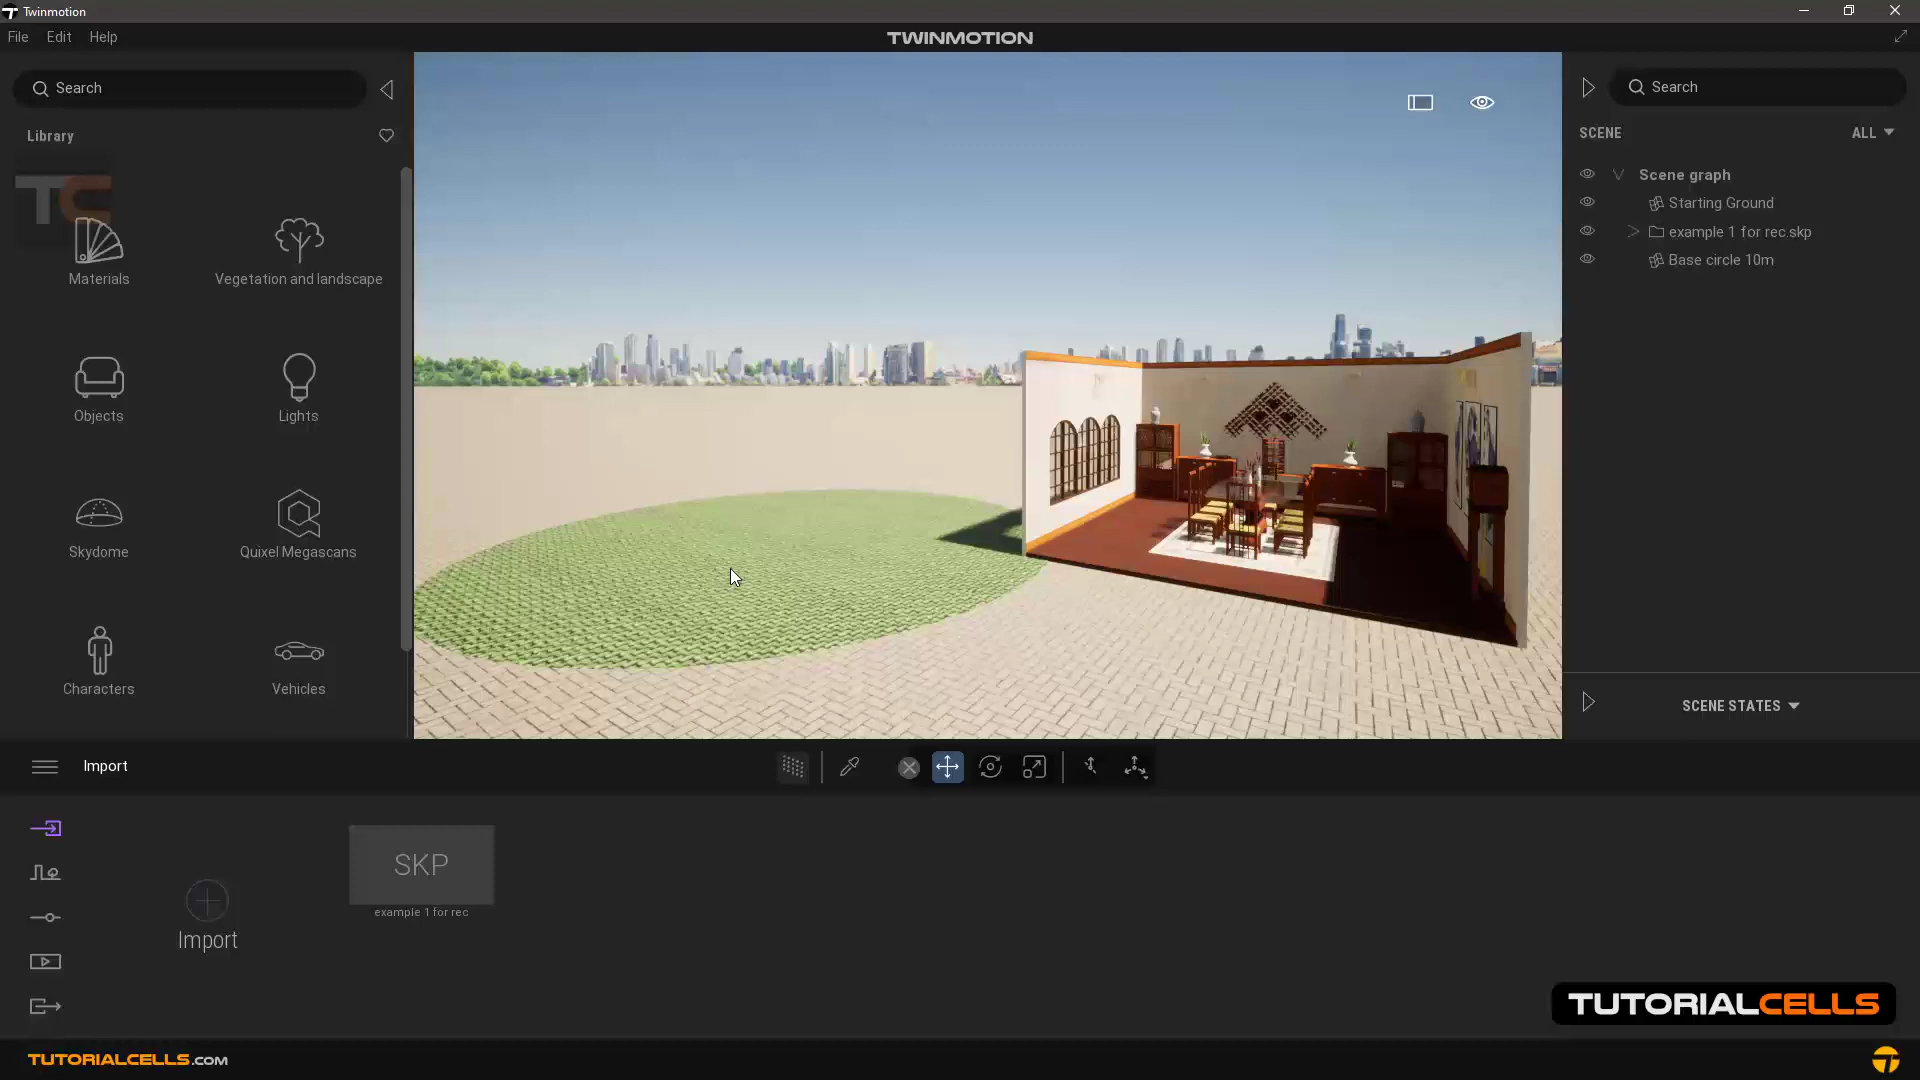 Twinmotion
File Edit Help
TWINMOTION
Search
Library
TC
Materials
Vegetation and landscape
Objects
Lights
Skydome
Quixel Megascans
Characters
Vehicles
Search
SCENE
ALL
Scene graph
Starting Ground
example 1 for rec.skp
Base circle 10m
SCENE STATES
Import
Import
SKP
example 1 for rec
TUTORIALCELLS
TUTORIALCELLS.COM